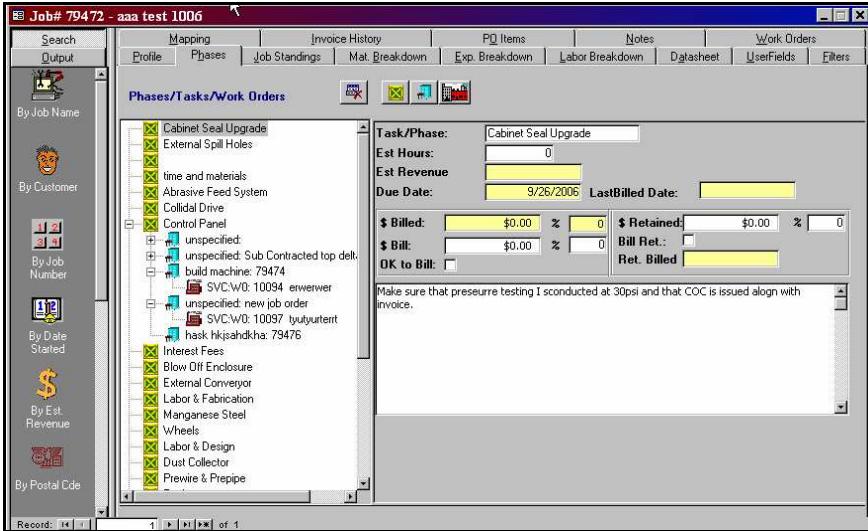 Job# 79472 - aaa test 1006
Search
Output
By Job Name
By Customer
1 2
3 4
By Job
Number
By Date
Started
By Est.
Revenue
By Postal Cde
Mapping Invoice History PO Items Notes Work Orders
Profile Phases Job Standings Mat. Breakdown Exp. Breakdown Labor Breakdown Datasheet UserFields Filters
Phases/Tasks/Work Orders
Cabinet Seal Upgrade
External Spill Holes
time and materials
Abrasive Feed System
Collidal Drive
Control Panel
unspecified:
unspecified: Sub Contracted top delt
build machine: 79474
SVC:W0: 10094 erwerwer
unspecified: new job order
SVC:W0: 10097 tyutyurterrt
hask hkjsahdkha: 79476
Interest Fees
Blow Off Enclosure
External Converyor
Labor & Fabrication
Manganese Steel
Wheels
Labor & Design
Dust Collector
Prewire & Prepipe
Task/Phase: Cabinet Seal Upgrade
Est Hours: 0
Est Revenue
Due Date: 9/26/2006 LastBilled Date:
$ Billed: $0.00 % 0 $ Retained: $0.00 % 0
$ Bill: $0.00 % 0 Bill Ret.:
OK to Bill: Ret. Billed
Make sure that preseurre testing I sconducted at 30psi and that COC is issued alogn with
invoice.
Record: 1 of 1